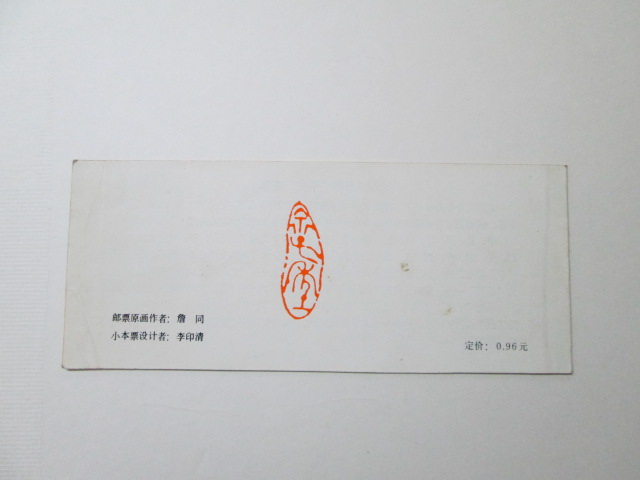 邮票原画作者：詹 同
小本票设计者：李印清
定价：0.96元